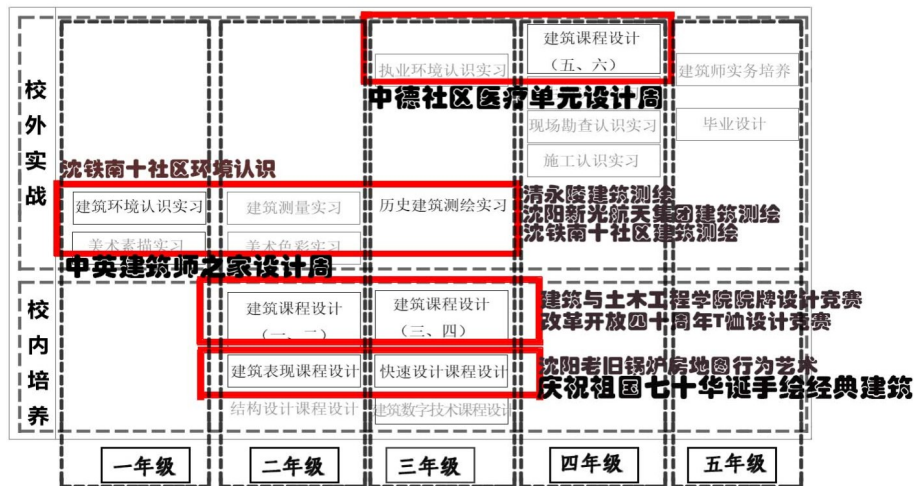 建筑课程设计
（五、六）
执业环境认识实习
建筑师实务培养
中德社区医疗单元设计周
校外实战
现场勘查认识实习
毕业设计
施工认识实习
沈铁南十社区环境认识
建筑环境认识实习
建筑测量实习
历史建筑测绘实习
清永陵建筑测绘
沈阳新光航天集团建筑测绘
沈铁南十社区建筑测绘
美术素描实习
美术色彩实习
中英建筑师之家设计周
校内培养
建筑课程设计
（一、二）
建筑课程设计
（三、四）
建筑与土木工程学院院牌设计竞赛
改革开放四十周年T恤设计竞赛
建筑表现课程设计
快速设计课程设计
沈阳老旧锅炉房地图行为艺术
庆祝祖国七十华诞手绘经典建筑
结构设计课程设计
建筑数字技术课程设计
一年级
二年级
三年级
四年级
五年级